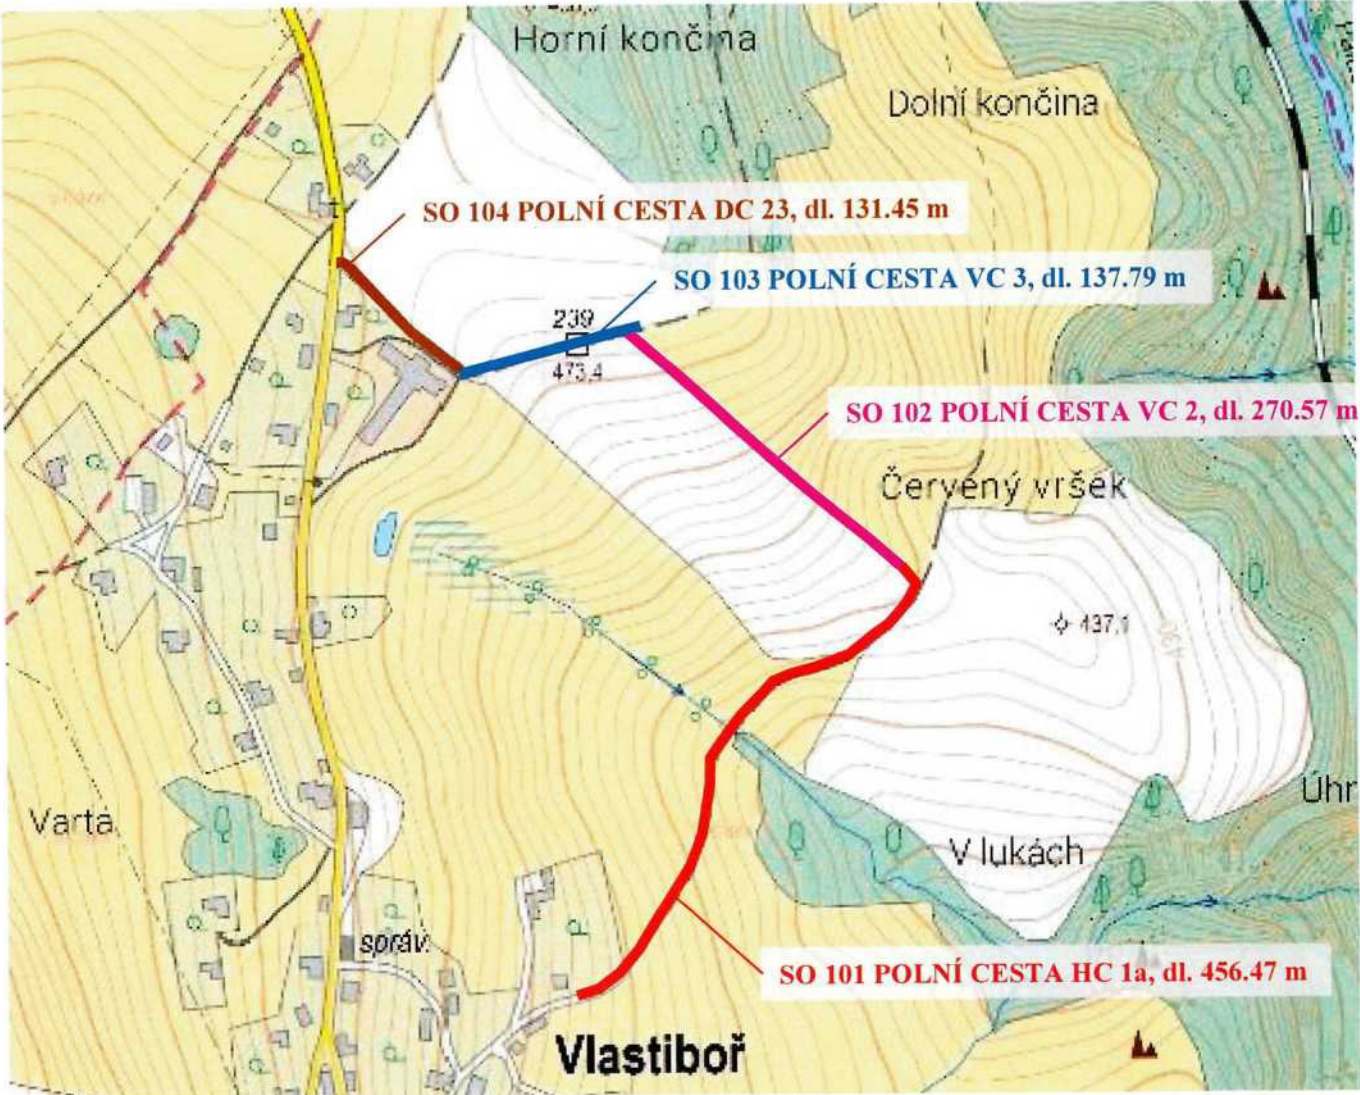 Horní končina
Dolní končina
SO 104 POLNÍ CESTA DC 23, dl. 131.45 m
SO 103 POLNÍ CESTA VC 3, dl. 137.79 m
239
473,4
SO 102 POLNÍ CESTA VC 2, dl. 270.57 m
Červený vršek
437,1
Úhr
Varta
V lukách
správ.
SO 101 POLNÍ CESTA HC 1a, dl. 456.47 m
Vlastiboř